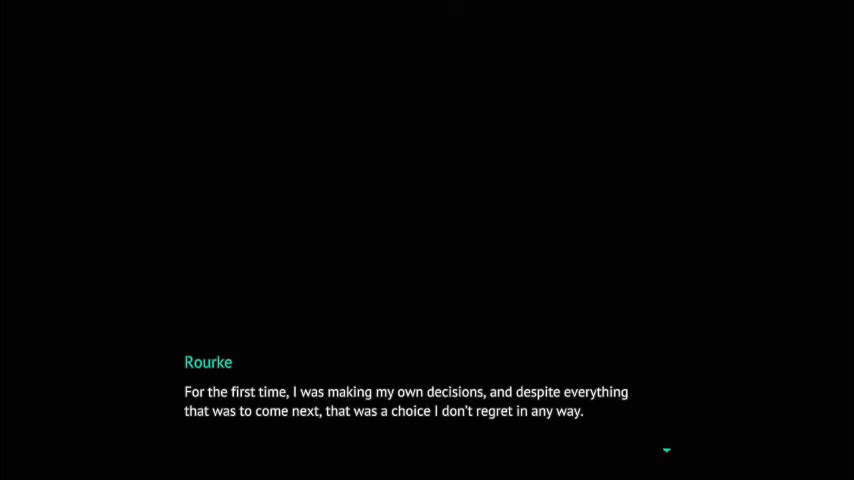 Rourke
For the first time, I was making my own decisions, and despite everything
that was to come next, that was a choice I don't regret in any way.